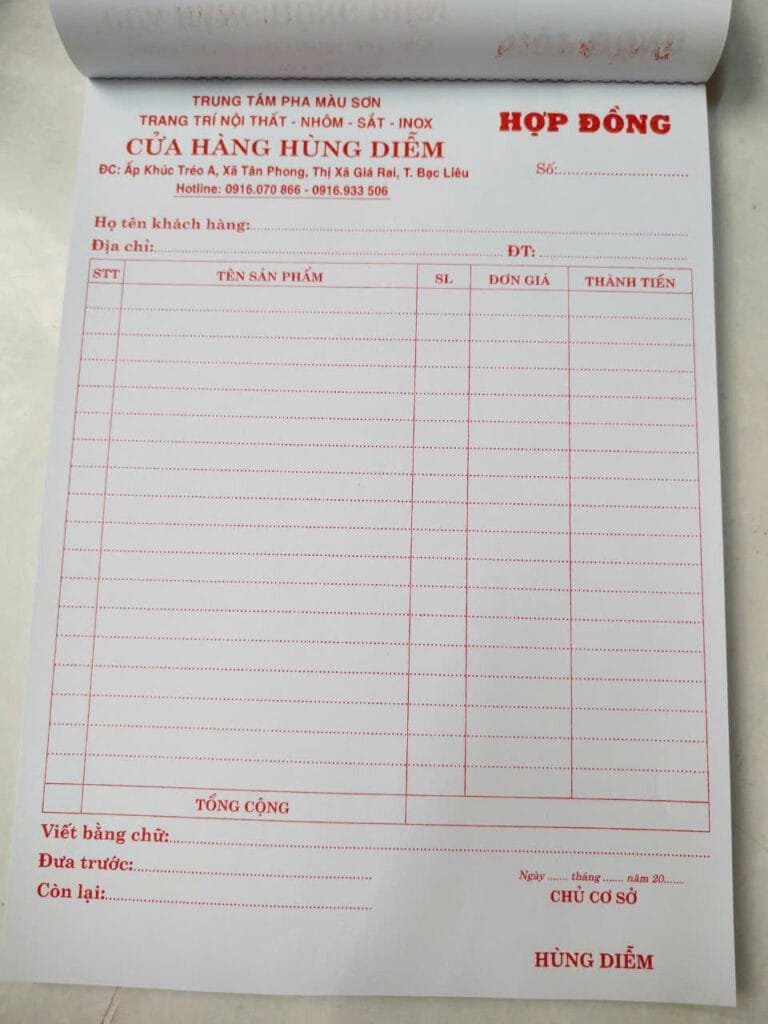 TRUNG TÂM PHA MÀU SƠN
TRANG TRÍ NỘI THẤT - NHÔM - SẮT - INOX
CỬA HÀNG HÙNG DIỄM
ĐC: Ấp Khúc Tréo A, Xã Tân Phong, Thị Xã Giá Rai, T. Bạc Liêu
Hotline: 0916.070 866 - 0916.933 506
HỢP ĐỒNG
Số:
Họ tên khách hàng:
Địa chỉ: ĐT:
STT TÊN SẢN PHẨM SL ĐƠN GIÁ THÀNH TIỀN
TỔNG CỘNG
Viết bằng chữ:
Đưa trước:
Còn lại:
Ngày ....... tháng ....... năm 20.......
CHỦ CƠ SỞ
HÙNG DIỄM